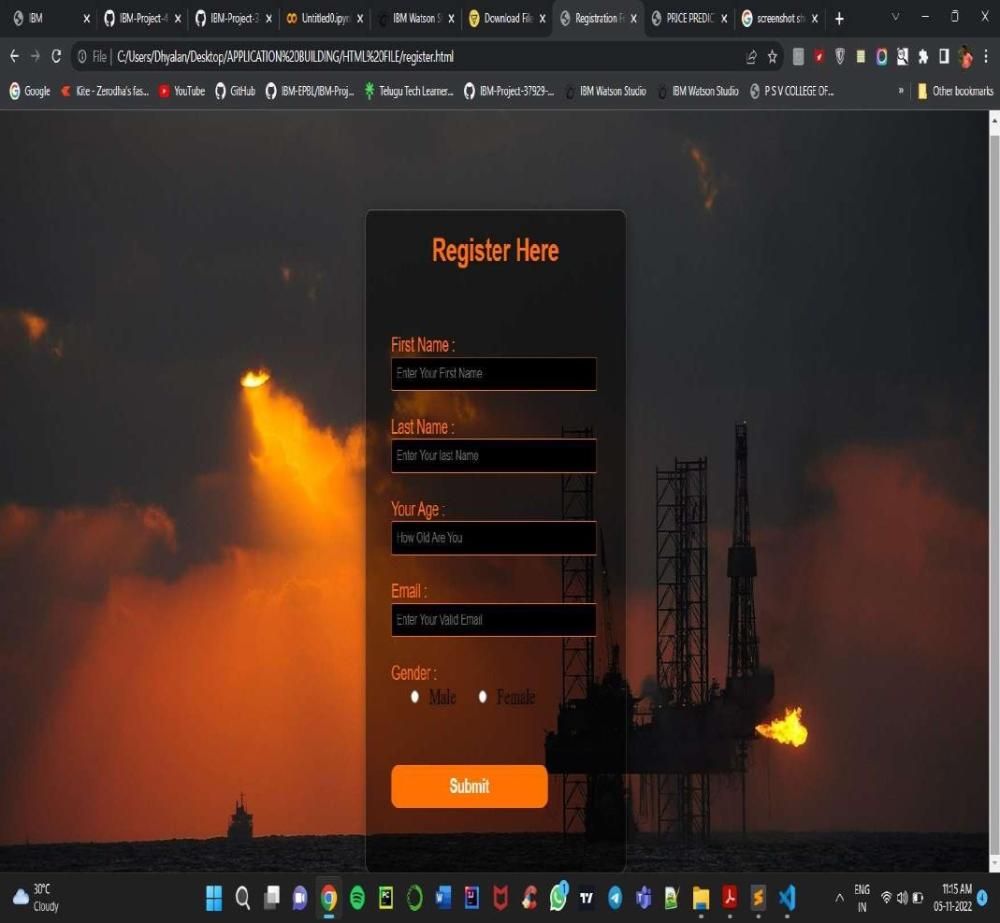 IBM
IBM-Project-4
IBM-Project-3
Untitled0.ipyn
IBM Watson S
Download File
Registration F
PRICE PREDIC
screenshot sh
File
C:/Users/Dhyalan/Desktop/APPLICATION%20BUILDING/HTML%20FILE/register.html
Google
Kite - Zerodha's fas...
YouTube
GitHub
IBM-EPBL/IBM-Proj...
Telugu Tech Learner...
IBM-Project-37929-...
IBM Watson Studio
IBM Watson Studio
P S V COLLEGE OF...
»
Other bookmarks
Register Here
First Name :
Enter Your First Name
Last Name :
Enter Your last Name
Your Age :
How Old Are You
Email :
Enter Your Valid Email
Gender :
Male Female
Submit
30°C
Cloudy
1
ENG
IN
11:15 AM
05-11-2022
4